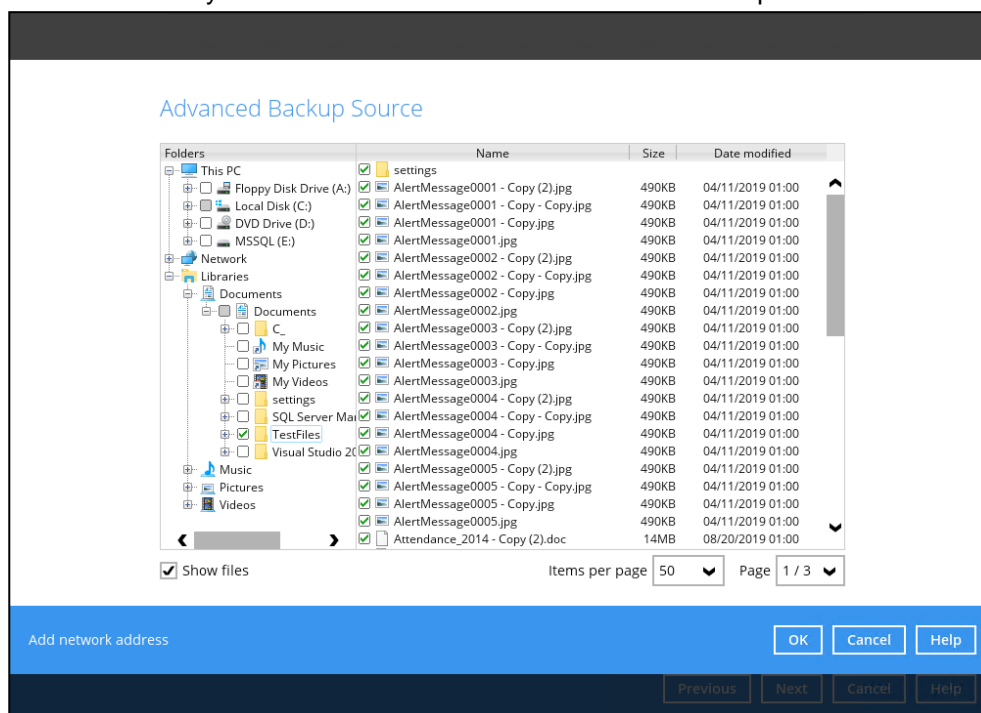 Advanced Backup Source
Folders Name Size Date modified
This PC settings
Floppy Disk Drive (A:) AlertMessage0001 - Copy (2).jpg 490KB 04/11/2019 01:00
Local Disk (C:) AlertMessage0001 - Copy - Copy.jpg 490KB 04/11/2019 01:00
DVD Drive (D:) AlertMessage0001 - Copy.jpg 490KB 04/11/2019 01:00
MSSQL (E:) AlertMessage0001.jpg 490KB 04/11/2019 01:00
Network AlertMessage0002 - Copy (2).jpg 490KB 04/11/2019 01:00
Libraries AlertMessage0002 - Copy - Copy.jpg 490KB 04/11/2019 01:00
Documents AlertMessage0002 - Copy.jpg 490KB 04/11/2019 01:00
Documents AlertMessage0002.jpg 490KB 04/11/2019 01:00
C_ AlertMessage0003 - Copy (2).jpg 490KB 04/11/2019 01:00
My Music AlertMessage0003 - Copy - Copy.jpg 490KB 04/11/2019 01:00
My Pictures AlertMessage0003 - Copy.jpg 490KB 04/11/2019 01:00
My Videos AlertMessage0003.jpg 490KB 04/11/2019 01:00
settings AlertMessage0004 - Copy (2).jpg 490KB 04/11/2019 01:00
SQL Server Ma AlertMessage0004 - Copy - Copy.jpg 490KB 04/11/2019 01:00
TestFiles AlertMessage0004 - Copy.jpg 490KB 04/11/2019 01:00
Visual Studio 20 AlertMessage0004.jpg 490KB 04/11/2019 01:00
Music AlertMessage0005 - Copy (2).jpg 490KB 04/11/2019 01:00
Pictures AlertMessage0005 - Copy - Copy.jpg 490KB 04/11/2019 01:00
Videos AlertMessage0005 - Copy.jpg 490KB 04/11/2019 01:00
AlertMessage0005.jpg 490KB 04/11/2019 01:00
Attendance_2014 - Copy (2).doc 14MB 08/20/2019 01:00
Show files Items per page 50 Page 1 / 3
Add network address OK Cancel Help
Previous Next Cancel Help